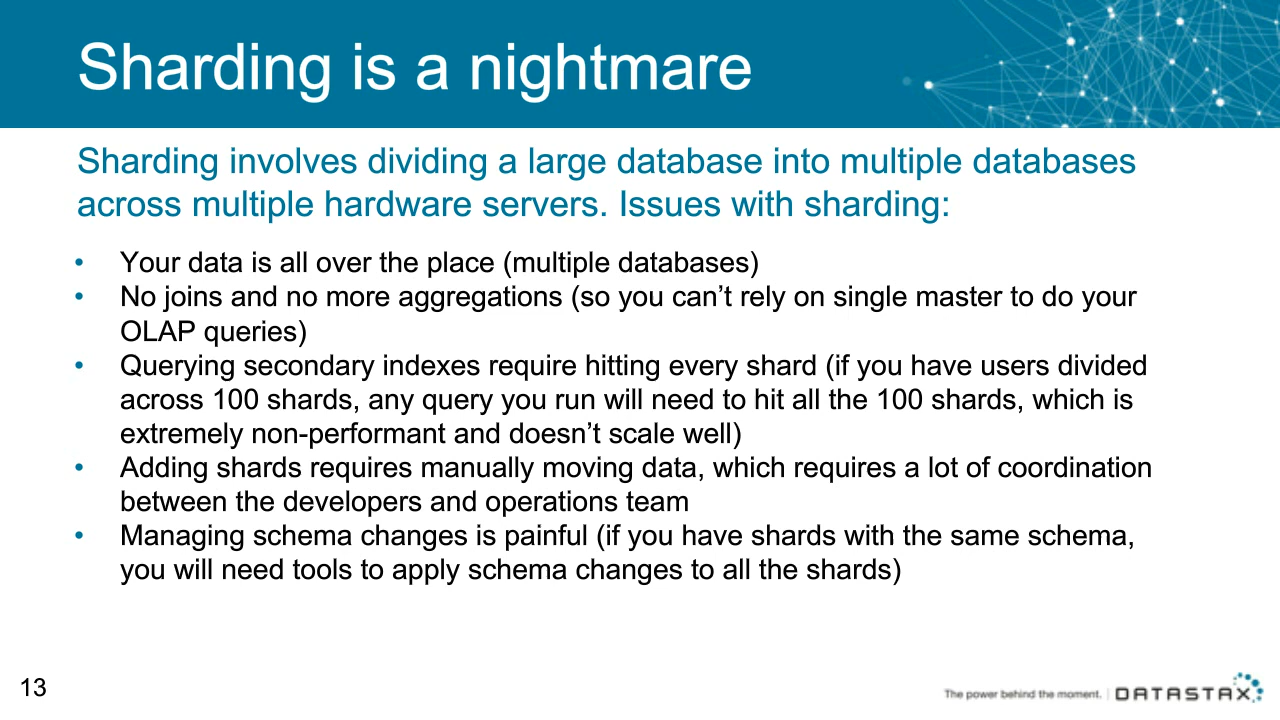 Sharding is a nightmare
Sharding involves dividing a large database into multiple databases
across multiple hardware servers. Issues with sharding:
• Your data is all over the place (multiple databases)
• No joins and no more aggregations (so you can’t rely on single master to do your
OLAP queries)
• Querying secondary indexes require hitting every shard (if you have users divided
across 100 shards, any query you run will need to hit all the 100 shards, which is
extremely non-performant and doesn’t scale well)
• Adding shards requires manually moving data, which requires a lot of coordination
between the developers and operations team
• Managing schema changes is painful (if you have shards with the same schema,
you will need tools to apply schema changes to all the shards)
13
The power behind the moment. | DATASTAX